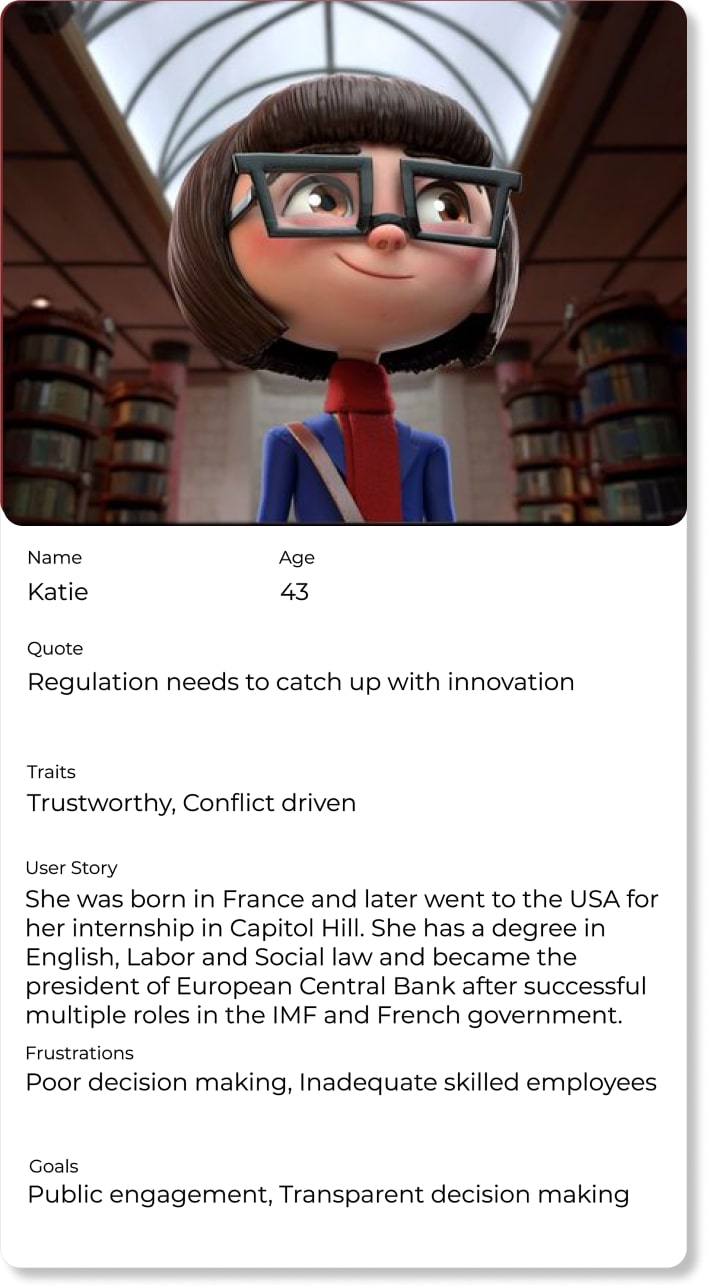 Name Age
Katie 43
Quote
Regulation needs to catch up with innovation
Traits
Trustworthy, Conflict driven
User Story
She was born in France and later went to the USA for
her internship in Capitol Hill. She has a degree in
English, Labor and Social law and became the
president of European Central Bank after successful
multiple roles in the IMF and French government.
Frustrations
Poor decision making, Inadequate skilled employees
Goals
Public engagement, Transparent decision making